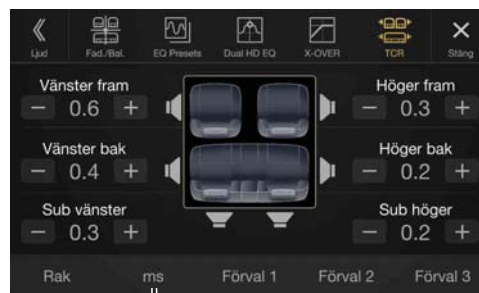 Ljud Fad./Bal. EQ Presets Dual HD EQ X-OVER TCR Stäng
Vänster fram Höger fram
− 0.6 + − 0.3 +
Vänster bak Höger bak
− 0.4 + − 0.2 +
Sub vänster Sub höger
− 0.3 + − 0.2 +
Rak ms Förval 1 Förval 2 Förval 3